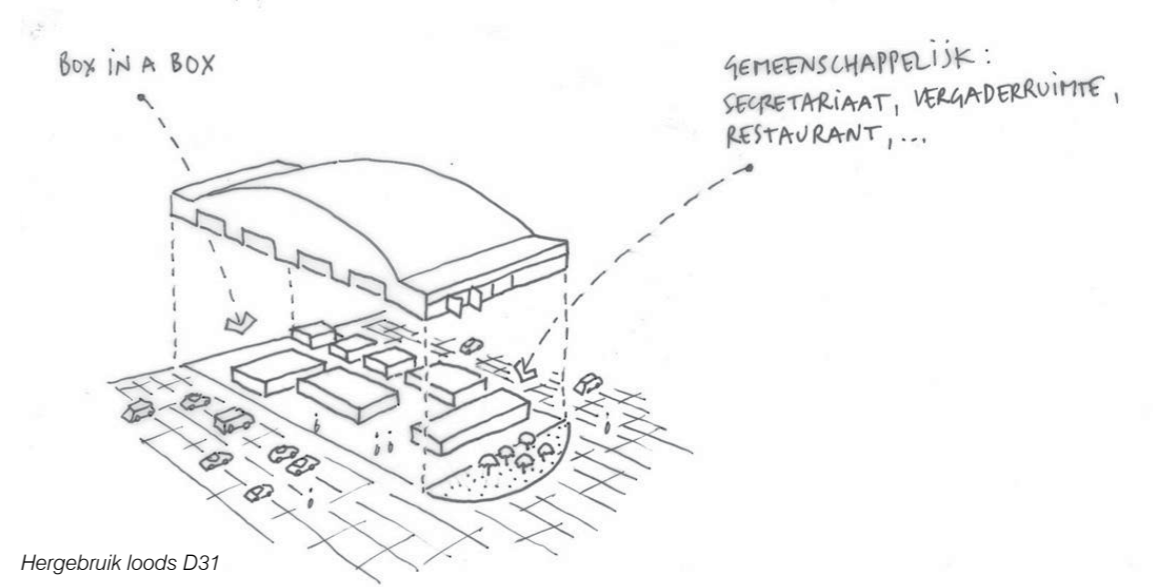 BOX IN A BOX
GEMEENSCHAPPELIJK:
SECRETARIAAT, VERGADERRUIMTE,
RESTAURANT,...
Hergebruik loods D31